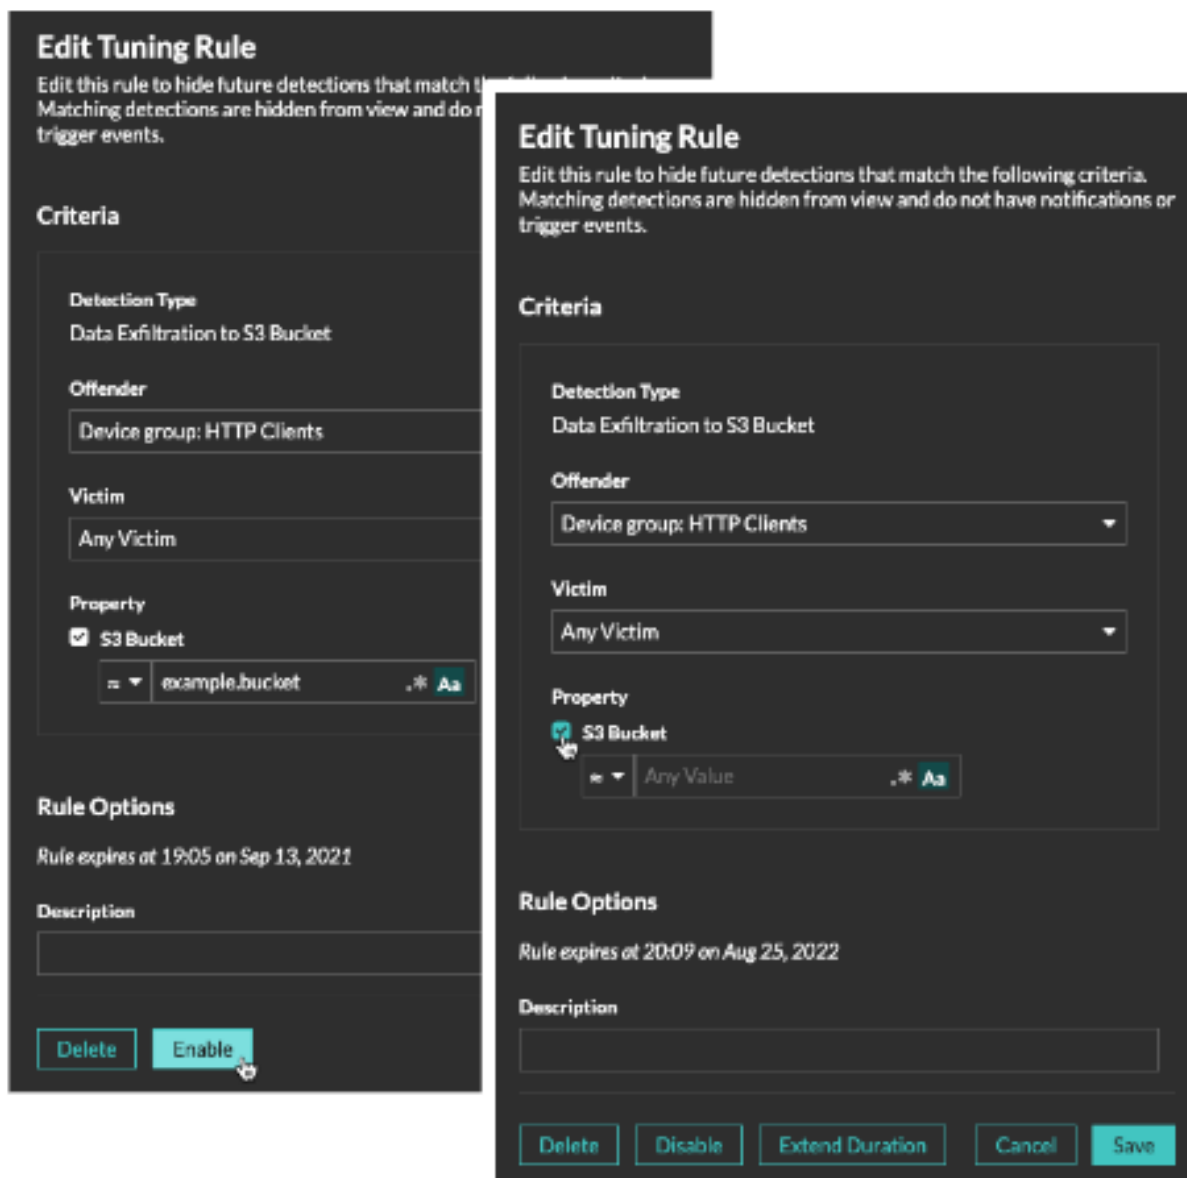 Edit Tuning Rule
Edit this rule to hide future detections that match
Matching detections are hidden from view and do
trigger events.
Criteria
Detection Type
Data Exfiltration to S3 Bucket
Offender
Device group: HTTP Clients
Victim
Any Victim
Property
S3 Bucket
≈ example.bucket .* Aa
Rule Options
Rule expires at 19:05 on Sep 13, 2021
Description
Delete Enable
Edit Tuning Rule
Edit this rule to hide future detections that match the following criteria.
Matching detections are hidden from view and do not have notifications or
trigger events.
Criteria
Detection Type
Data Exfiltration to S3 Bucket
Offender
Device group: HTTP Clients
Victim
Any Victim
Property
S3 Bucket
≈ Any Value .* Aa
Rule Options
Rule expires at 20:09 on Aug 25, 2022
Description
Delete Disable Extend Duration Cancel Save